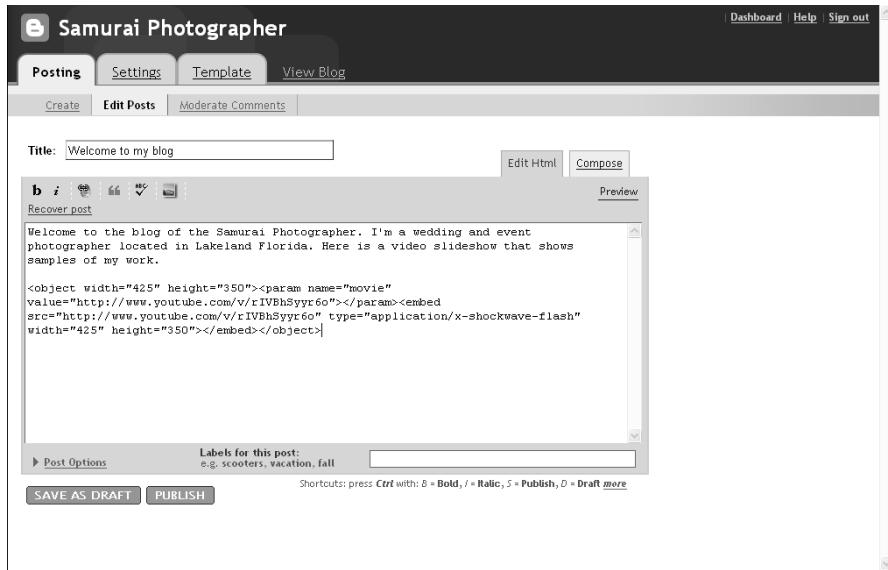 Samurai Photographer
Dashboard | Help | Sign out
Posting Settings Template View Blog
Create Edit Posts Moderate Comments
Title: Welcome to my blog
Edit Html Compose
b i ABC Preview
Recover post
Welcome to the blog of the Samurai Photographer. I'm a wedding and event
photographer located in Lakeland Florida. Here is a video slideshow that shows
samples of my work.
<object width="425" height="350"><param name="movie"
value="http://www.youtube.com/v/rIVBhSyyr6o"></param><embed
src="http://www.youtube.com/v/rIVBhSyyr6o" type="application/x-shockwave-flash"
width="425" height="350"></embed></object>
Post Options
Labels for this post:
e.g. scooters, vacation, fall
Shortcuts: press Ctrl with: B = Bold, I = Italic, S = Publish, D = Draft more
SAVE AS DRAFT PUBLISH